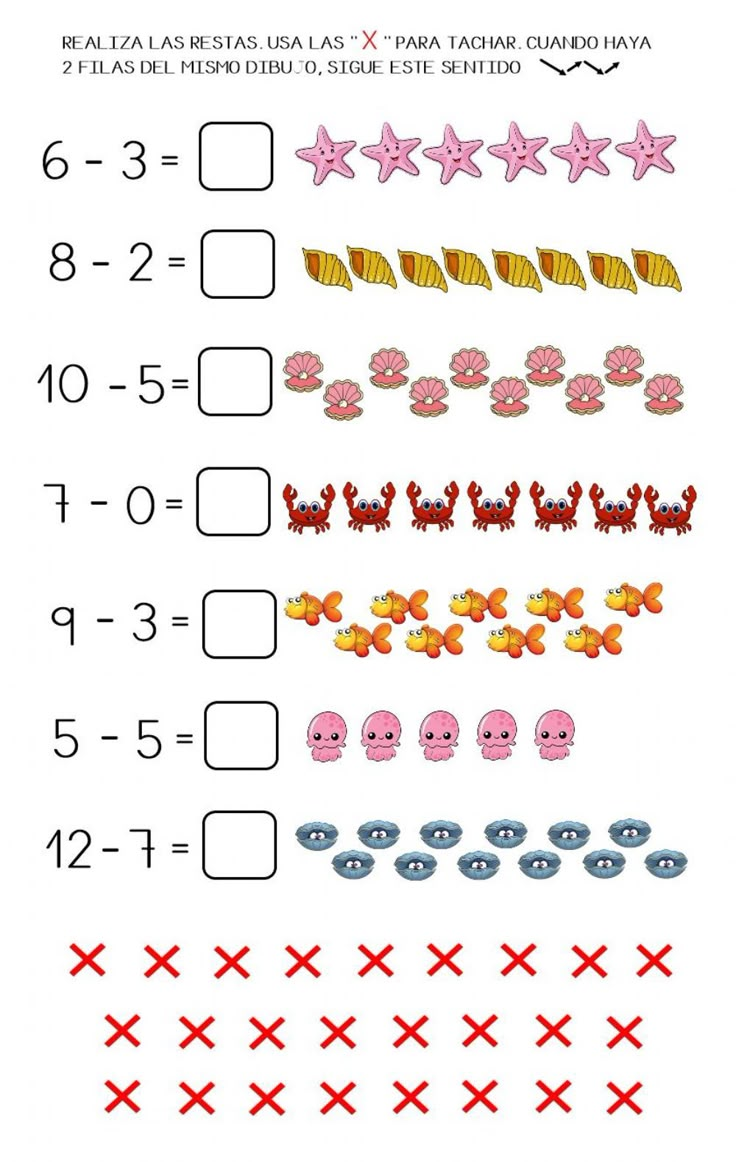 REALIZA LAS RESTAS. USA LAS "X" PARA TACHAR. CUANDO HAYA
2 FILAS DEL MISMO DIBUJO, SIGUE ESTE SENTIDO
6 - 3 =
8 - 2 =
10 - 5 =
7 - 0 =
9 - 3 =
5 - 5 =
12 - 7 =